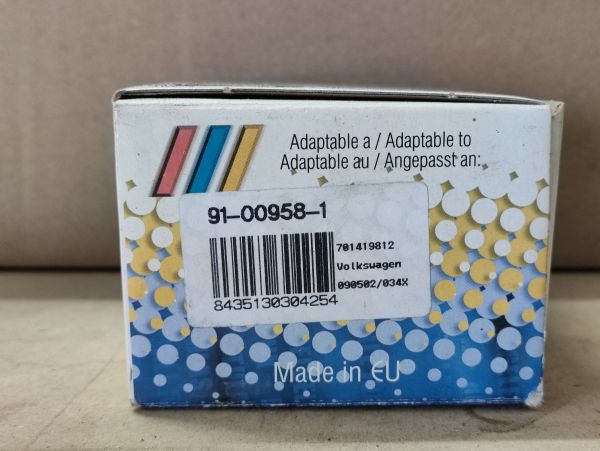 Adaptable a / Adaptable to
Adaptable au / Angepasst an:
91-00958-1
701419812
Volkswagen
090502/034X
8435130304254
Made in EU